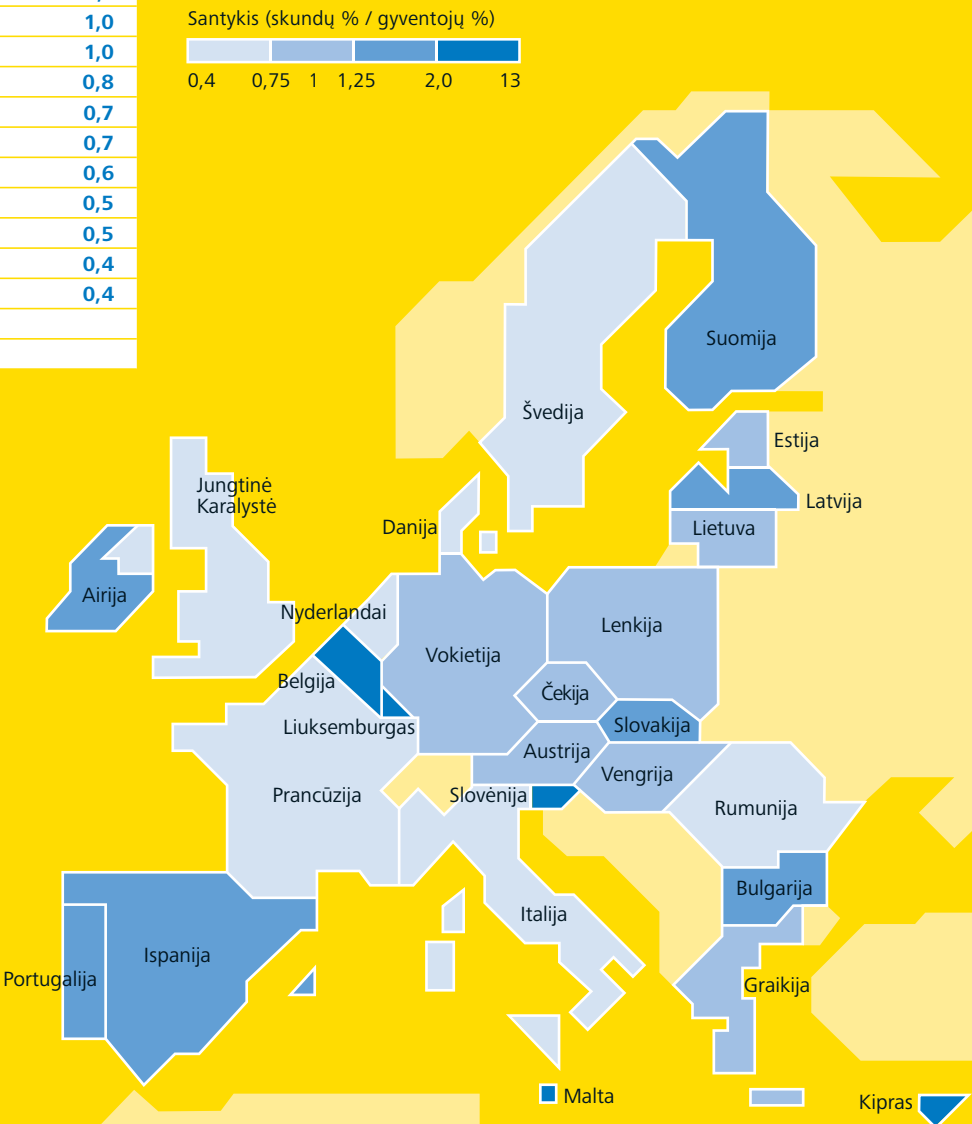 1,0
1,0
0,8
0,7
0,7
0,6
0,5
0,5
0,4
0,4
Santykis (skundų % / gyventojų %)
0,4 0,75 1 1,25 2,0 13
Suomija
Švedija
Estija
Jungtinė
Karalystė
Latvija
Danija
Lietuva
Airija
Nyderlandai
Lenkija
Vokietija
Belgija
Čekija
Liuksemburgas
Slovakija
Austrija
Vengrija
Prancūzija
Slovėnija
Rumunija
Bulgarija
Italija
Ispanija
Portugalija
Graikija
Malta
Kipras